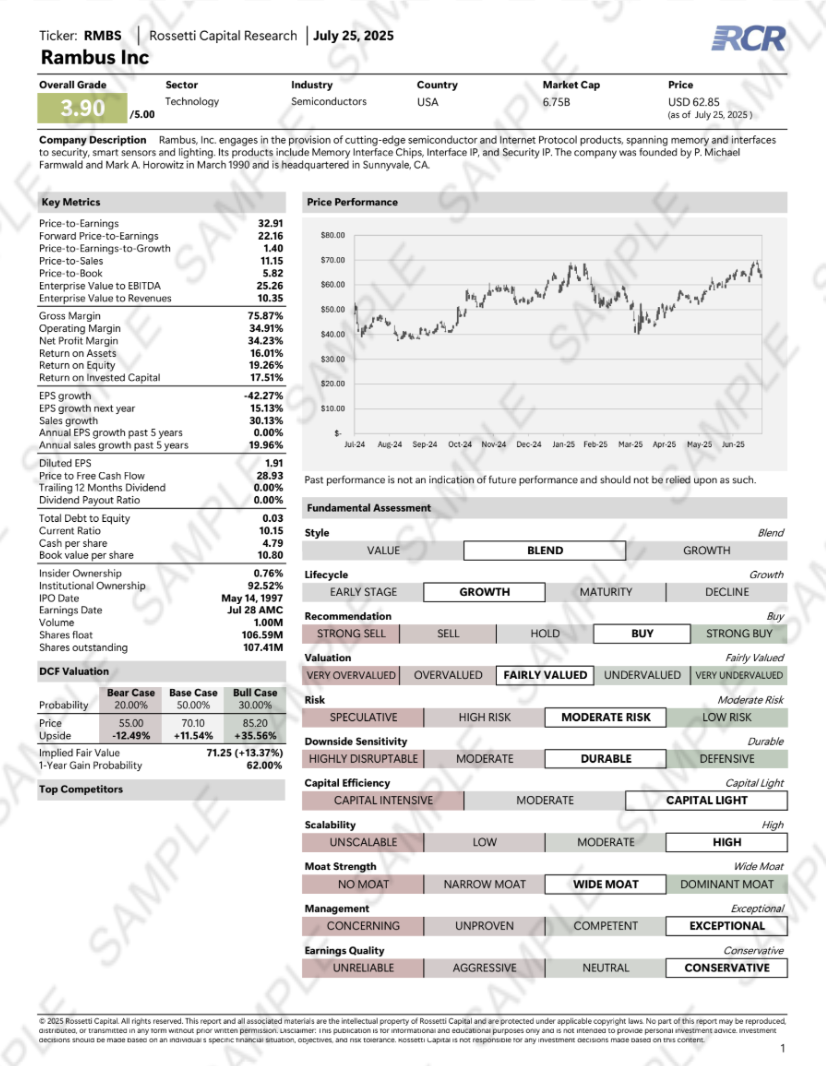 Ticker: RMBS | Rossetti Capital Research | July 25, 2025
RCR
Rambus Inc
Overall Grade Sector Industry Country Market Cap Price
3.90 /5.00 Technology Semiconductors USA 6.75B USD 62.85
(as of July 25, 2025 )
Company Description Rambus, Inc. engages in the provision of cutting-edge semiconductor and Internet Protocol products, spanning memory and interfaces
to security, smart sensors and lighting. Its products include Memory Interface Chips, Interface IP, and Security IP. The company was founded by P. Michael
Farmwald and Mark A. Horowitz in March 1990 and is headquartered in Sunnyvale, CA.
Key Metrics
Price-to-Earnings 32.91
Forward Price-to-Earnings 22.16
Price-to-Earnings-to-Growth 1.40
Price-to-Sales 11.15
Price-to-Book 5.82
Enterprise Value to EBITDA 25.26
Enterprise Value to Revenues 10.35
Gross Margin 75.87%
Operating Margin 34.91%
Net Profit Margin 34.23%
Return on Assets 16.01%
Return on Equity 19.26%
Return on Invested Capital 17.51%
EPS growth -42.27%
EPS growth next year 15.13%
Sales growth 30.13%
Annual EPS growth past 5 years 0.00%
Annual sales growth past 5 years 19.96%
Diluted EPS 1.91
Price to Free Cash Flow 28.93
Trailing 12 Months Dividend 0.00%
Dividend Payout Ratio 0.00%
Total Debt to Equity 0.03
Current Ratio 10.15
Cash per share 4.79
Book value per share 10.80
Insider Ownership 0.76%
Institutional Ownership 92.52%
IPO Date May 14, 1997
Earnings Date Jul 28 AMC
Volume 1.00M
Shares float 106.59M
Shares outstanding 107.41M
DCF Valuation
Bear Case Base Case Bull Case
Probability 20.00% 50.00% 30.00%
Price 55.00 70.10 85.20
Upside -12.49% +11.54% +35.56%
Implied Fair Value 71.25 (+13.37%)
1-Year Gain Probability 62.00%
Top Competitors
Price Performance
$80.00
$70.00
$60.00
$50.00
$40.00
$30.00
$20.00
$10.00
$-
Jul-24 Aug-24 Sep-24 Oct-24 Nov-24 Dec-24 Jan-25 Feb-25 Mar-25 Apr-25 May-25 Jun-25
Past performance is not an indication of future performance and should not be relied upon as such.
Fundamental Assessment
Style Blend
VALUE BLEND GROWTH
Lifecycle Growth
EARLY STAGE GROWTH MATURITY DECLINE
Recommendation Buy
STRONG SELL SELL HOLD BUY STRONG BUY
Valuation Fairly Valued
VERY OVERVALUED OVERVALUED FAIRLY VALUED UNDERVALUED VERY UNDERVALUED
Risk Moderate Risk
SPECULATIVE HIGH RISK MODERATE RISK LOW RISK
Downside Sensitivity Durable
HIGHLY DISRUPTABLE MODERATE DURABLE DEFENSIVE
Capital Efficiency Capital Light
CAPITAL INTENSIVE MODERATE CAPITAL LIGHT
Scalability High
UNSCALABLE LOW MODERATE HIGH
Moat Strength Wide Moat
NO MOAT NARROW MOAT WIDE MOAT DOMINANT MOAT
Management Exceptional
CONCERNING UNPROVEN COMPETENT EXCEPTIONAL
Earnings Quality Conservative
UNRELIABLE AGGRESSIVE NEUTRAL CONSERVATIVE
© 2025 Rossetti Capital. All rights reserved. This report and all associated materials are the intellectual property of Rossetti Capital and are protected under applicable copyright laws. No part of this report may be reproduced,
distributed, or transmitted in any form without prior written permission. Disclaimer: This publication is for informational and educational purposes only and is not intended to provide personal investment advice. Investment
decisions should be made based on an individual's specific financial situation, objectives, and risk tolerance. Rossetti Capital is not responsible for any investment decisions made based on this content.
1
SAMPLE